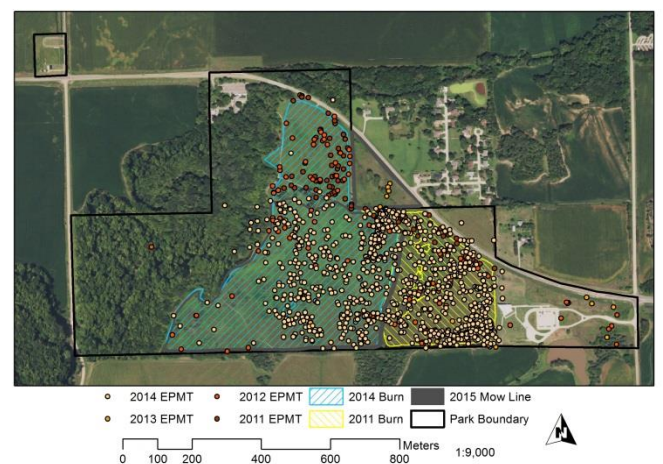 2014 EPMT 2012 EPMT 2014 Burn 2015 Mow Line
2013 EPMT 2011 EPMT 2011 Burn Park Boundary
Meters
0 100 200 400 600 800
1:9,000
N